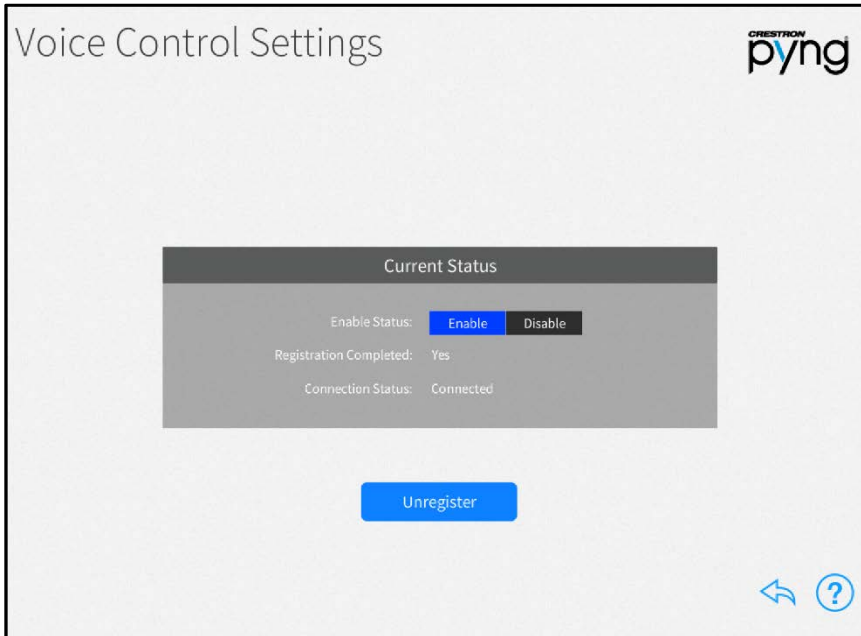 Voice Control Settings
CRESTRON
pyng
Current Status
Enable Status: Enable Disable
Registration Completed: Yes
Connection Status: Connected
Unregister
?